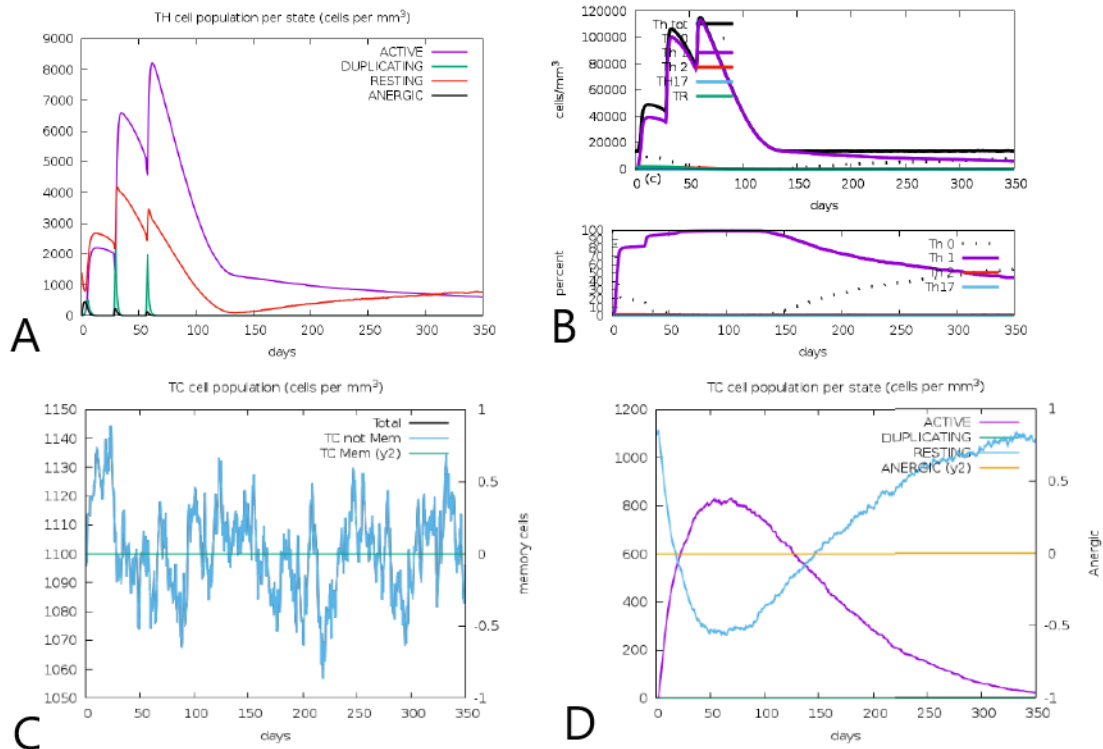 TH cell population per state (cells per mm³)
9000
8000
7000
6000
5000
4000
3000
2000
1000
0
ACTIVE
DUPLICATING
RESTING
ANERGIC
0 50 100 150 200 250 300 350
days
A
120000
100000
80000
60000
40000
20000
0
cells/mm³
Th tot
Th 2
TH17
TR
(c)
0 50 100 150 200 250 300 350
days
100
90
80
70
60
50
40
30
20
10
0
percent
Th 0
Th 1
Th 2
Th17
0 50 100 150 200 250 300 350
days
B
TC cell population (cells per mm³)
1150
1140
1130
1120
1110
1100
1090
1080
1070
1060
1050
Total
TC not Mem
TC Mem (y2)
1
0.5
0
-0.5
-1
memory cells
0 50 100 150 200 250 300 350
days
C
TC cell population per state (cells per mm³)
1200
1000
800
600
400
200
0
ACTIVE
DUPLICATING
RESTING
ANERGIC (y2)
1
0.5
0
-0.5
-1
Anergic
0 50 100 150 200 250 300 350
days
D